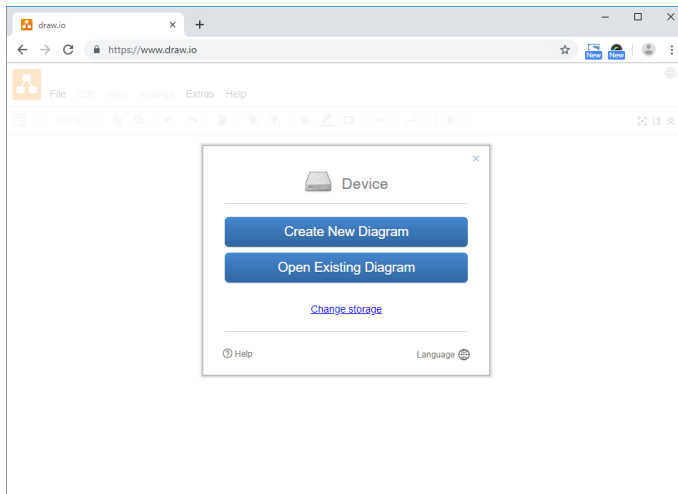 draw.io
https://www.draw.io
New New
File Edit View Arrange Extras Help
100%
Device
Create New Diagram
Open Existing Diagram
Change storage
Help
Language